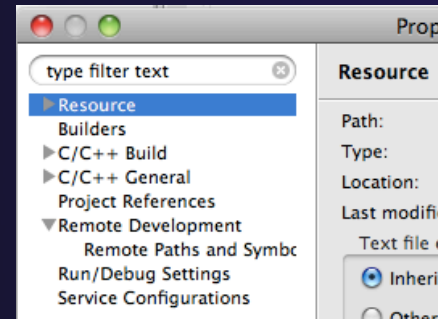 Prop
type filter text
Resource
Resource
Builders
C/C++ Build
C/C++ General
Project References
Remote Development
Remote Paths and Symbo
Run/Debug Settings
Service Configurations
Path:
Type:
Location:
Last modifi
Text file e
Inheri
Other